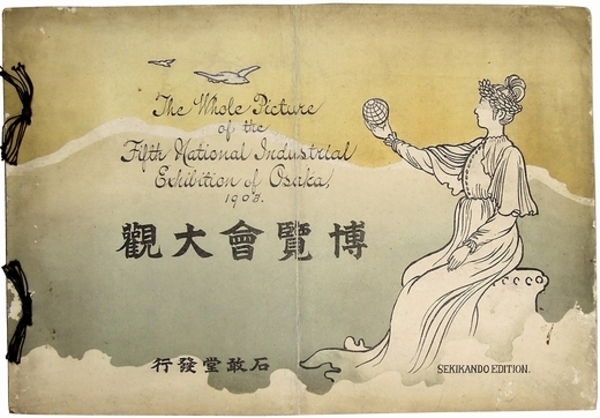 The Whole Picture
of the
Fifth National Industrial
Exhibition of Osaka,
1903.
博覽會大觀
石敢堂發行
SEKIKANDO EDITION.